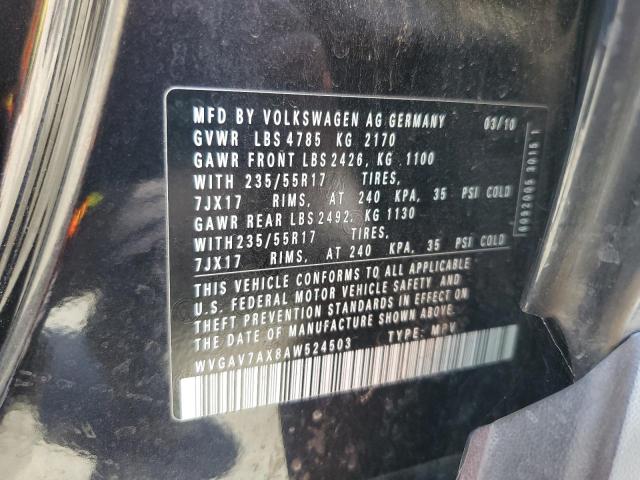 MFD BY VOLKSWAGEN AG GERMANY 03/10
GVWR LBS 4785 KG 2170
GAWR FRONT LBS 2426, KG 1100
WITH 235/55R17 TIRES,
7JX17 RIMS, AT 240 KPA, 35 PSI COLD
GAWR REAR LBS 2492, KG 1130
WITH 235/55R17 TIRES,
7JX17 RIMS, AT 240 KPA, 35 PSI COLD
THIS VEHICLE CONFORMS TO ALL APPLICABLE
U.S. FEDERAL MOTOR VEHICLE SAFETY AND
THEFT PREVENTION STANDARDS IN EFFECT ON
THE DATE OF MANUFACTURE SHOWN ABOVE.
WVGAV7AX8AW524503 TYPE: MPV